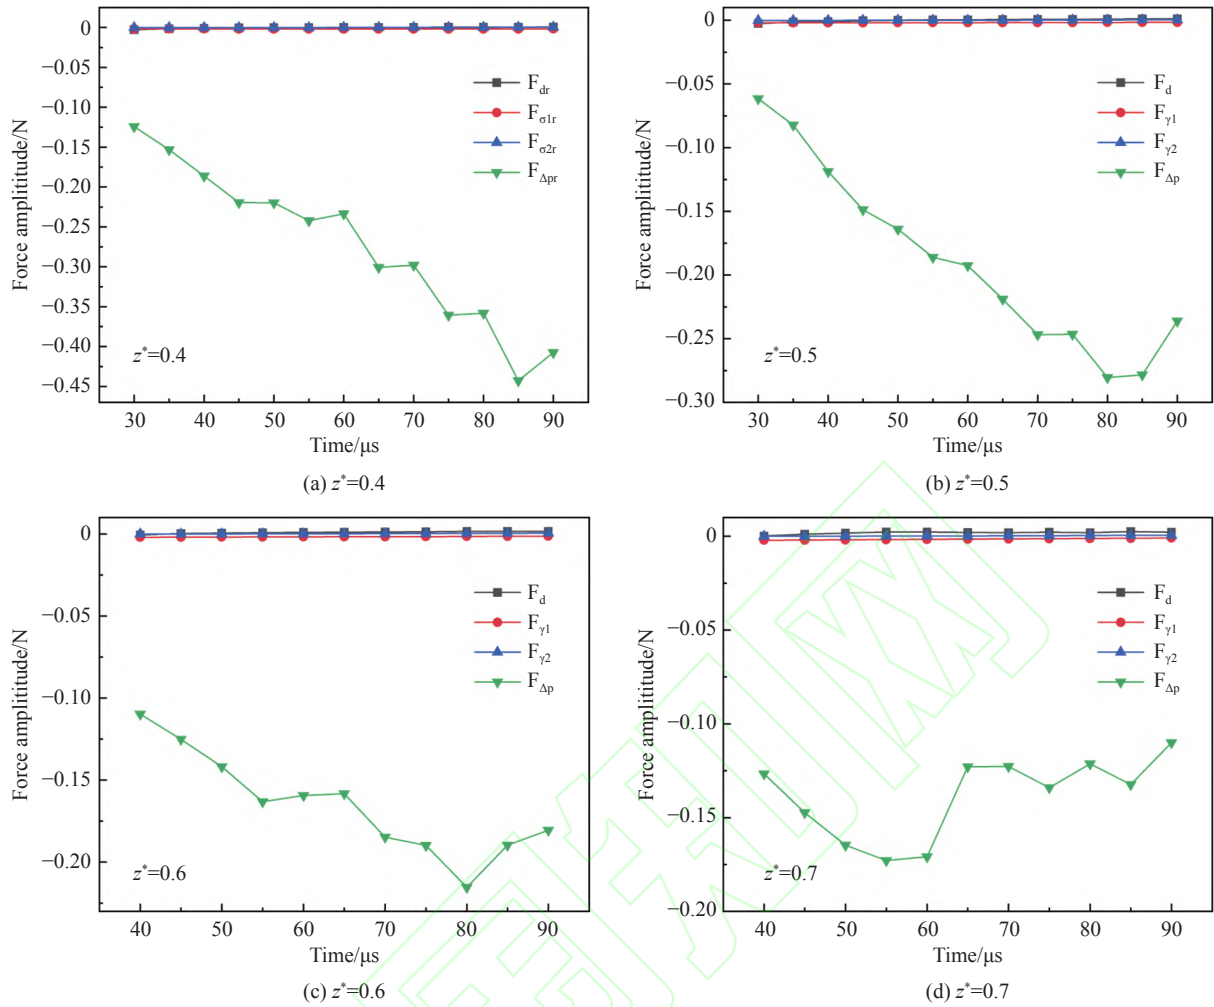 0
−0.05
−0.10
−0.15
−0.20
−0.25
−0.30
−0.35
−0.40
−0.45
Force amplititude/N
F_dr
F_σ1r
F_σ2r
F_Δpr
z*=0.4
30 40 50 60 70 80 90
Time/μs
(a) z*=0.4
0
−0.05
−0.10
−0.15
−0.20
−0.25
−0.30
Force amplititude/N
F_d
F_γ1
F_γ2
F_Δp
z*=0.5
30 40 50 60 70 80 90
Time/μs
(b) z*=0.5
0
−0.05
−0.10
−0.15
−0.20
Force amplititude/N
F_d
F_γ1
F_γ2
F_Δp
z*=0.6
40 50 60 70 80 90
Time/μs
(c) z*=0.6
0
−0.05
−0.10
−0.15
−0.20
Force amplititude/N
F_d
F_γ1
F_γ2
F_Δp
z*=0.7
40 50 60 70 80 90
Time/μs
(d) z*=0.7